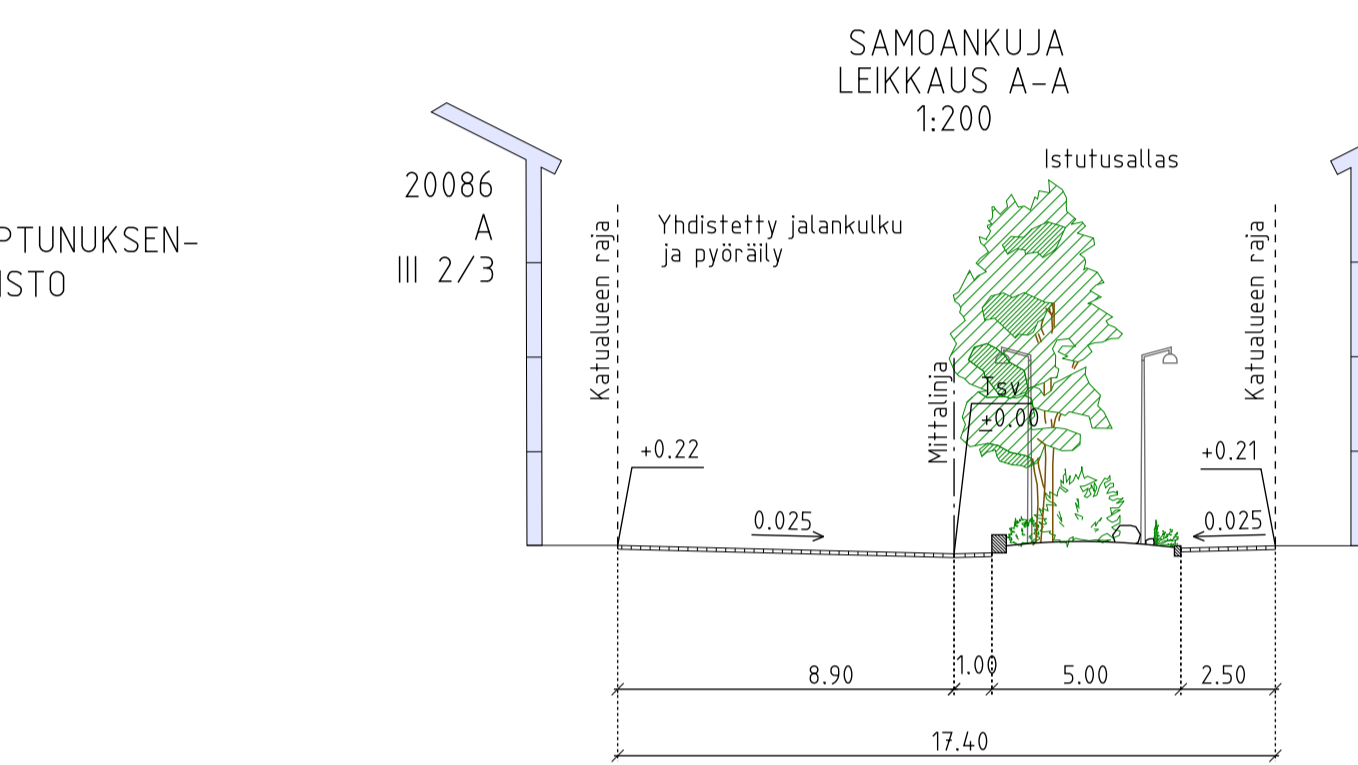 SAMOANKUJA
LEIKKAUS A-A
1:200
Istutusallas
20086
A
III 2/3
PTUNUKSEN-
ISTO
Yhdistetty jalankulku
ja pyöräily
Katualueen raja
Katualueen raja
Mittalinja
Tsv
±0.00
+0.22
+0.21
0.025
0.025
8.90
1.00
5.00
2.50
17.40